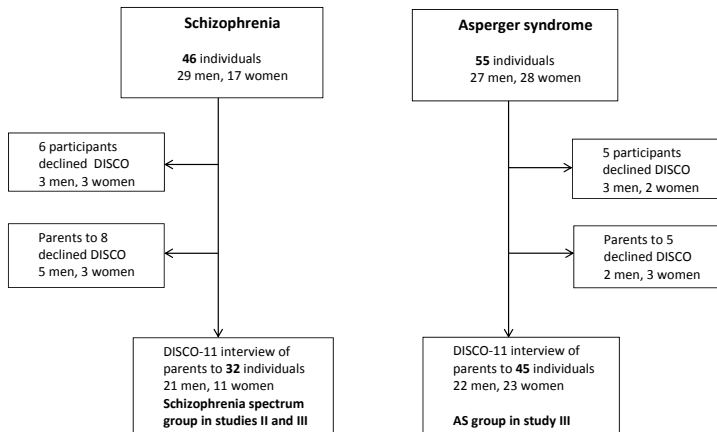 Schizophrenia
46 individuals
29 men, 17 women
6 participants
declined DISCO
3 men, 3 women
Parents to 8
declined DISCO
5 men, 3 women
DISCO-11 interview of
parents to 32 individuals
21 men, 11 women
Schizophrenia spectrum
group in studies II and III
Asperger syndrome
55 individuals
27 men, 28 women
5 participants
declined DISCO
3 men, 2 women
Parents to 5
declined DISCO
2 men, 3 women
DISCO-11 interview of
parents to 45 individuals
22 men, 23 women
AS group in study III